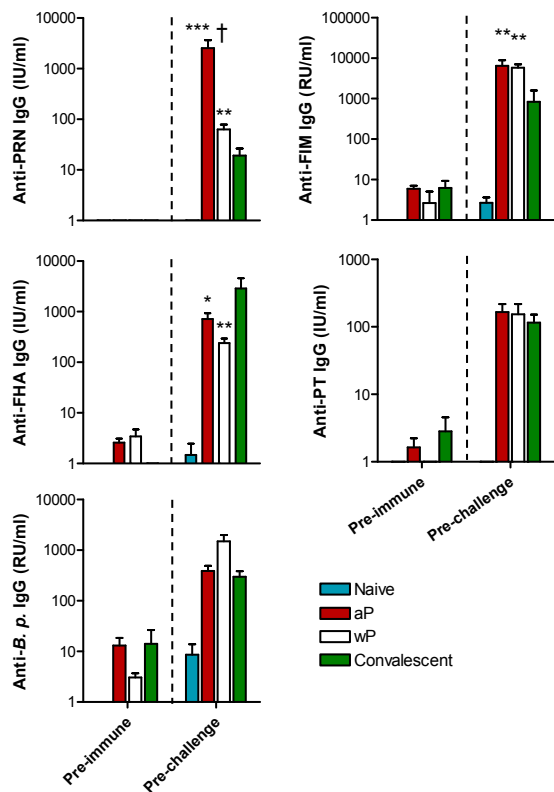 Anti-PRN IgG (IU/ml)
10000
1000
100
10
1
*** †
**
Anti-FIM IgG (RU/ml)
100000
10000
1000
100
10
1
** **
Anti-FHA IgG (IU/ml)
10000
1000
100
10
1
*
**
Anti-PT IgG (IU/ml)
1000
100
10
1
Pre-immune
Pre-challenge
Anti-B. p. IgG (RU/ml)
10000
1000
100
10
1
Pre-immune
Pre-challenge
Naive
aP
wP
Convalescent